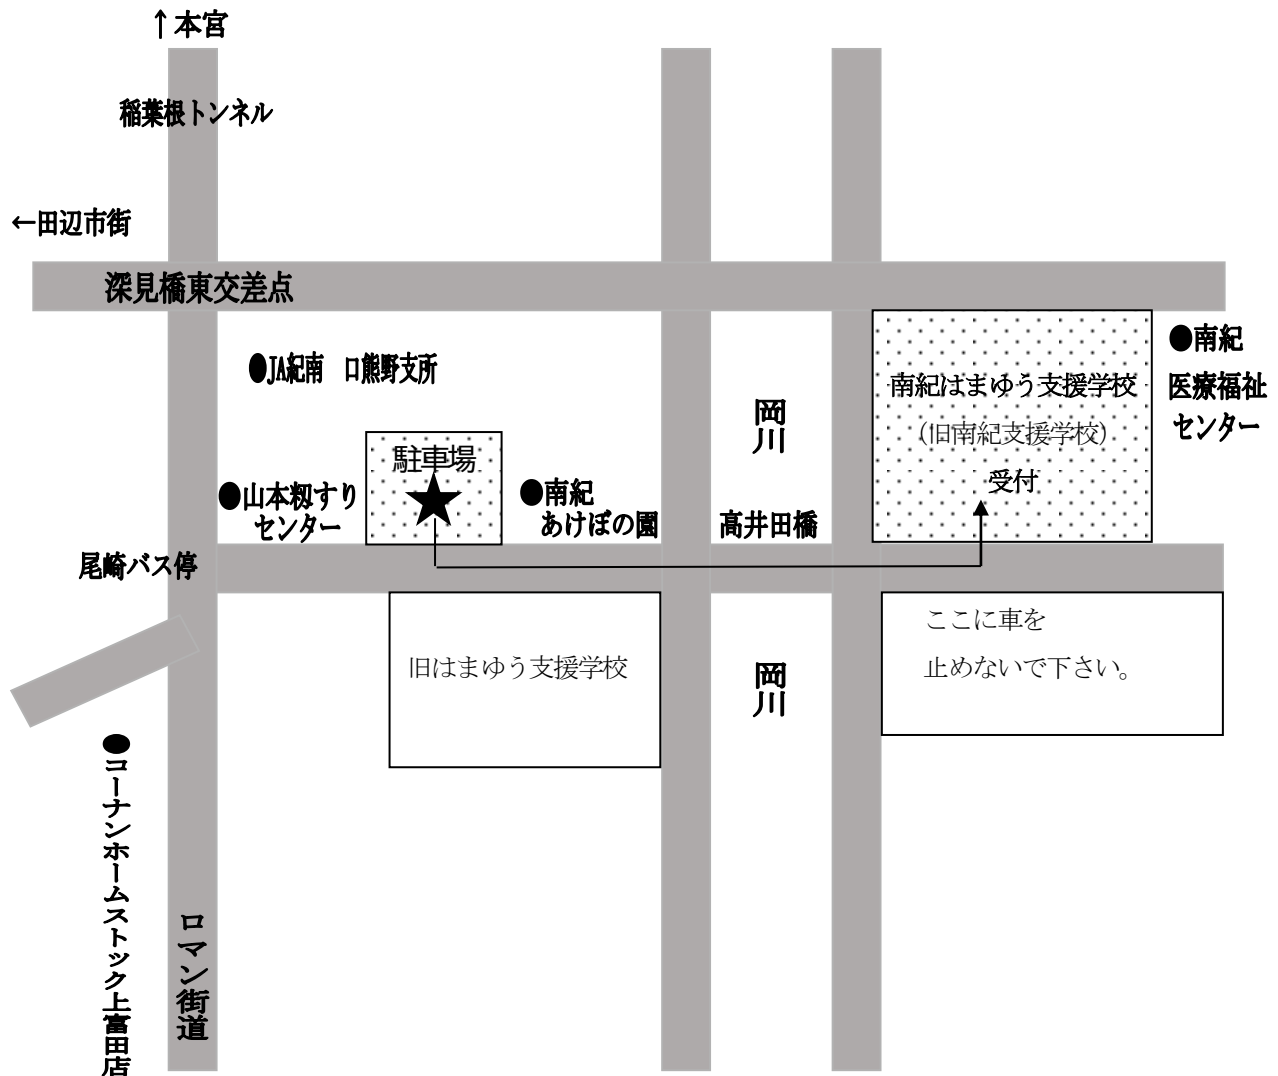 ↑本宮
稲葉根トンネル
←田辺市街
深見橋東交差点
●JA紀南　口熊野支所
●南紀
医療福祉
センター
南紀はまゆう支援学校
（旧南紀支援学校）
受付
岡川
駐車場
★
●山本籾すり
センター
●南紀
あけぼの園
高井田橋
尾崎バス停
旧はまゆう支援学校
岡川
ここに車を
止めないで下さい。
●コーナンホームストック上富田店
ロマン街道